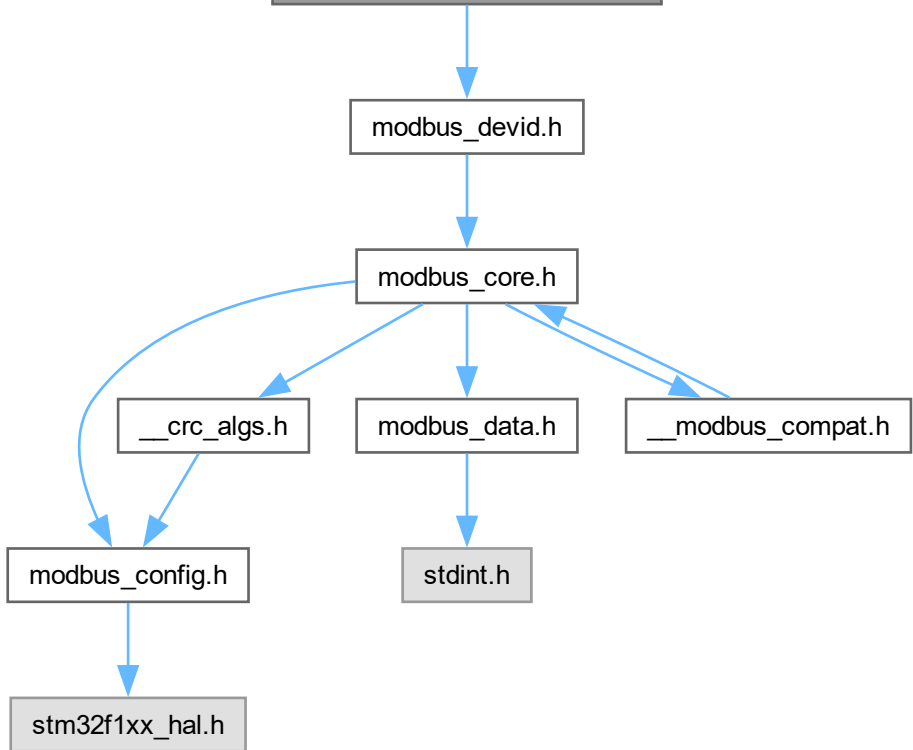 modbus_devid.h
modbus_core.h
__crc_algs.h
modbus_data.h
__modbus_compat.h
modbus_config.h
stdint.h
stm32f1xx_hal.h